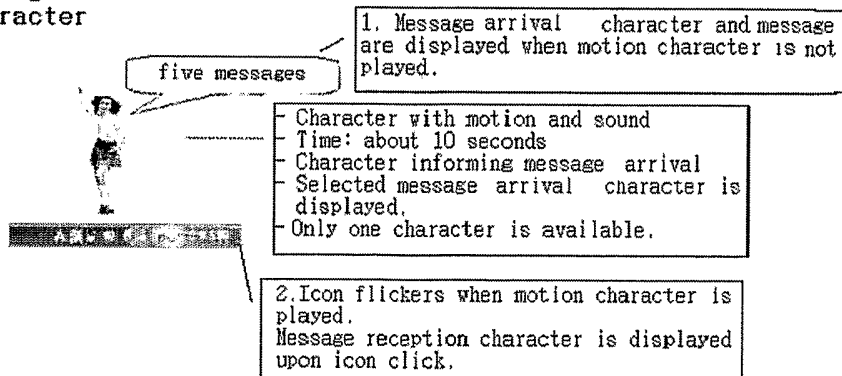 racter
1. Message arrival character and message
are displayed when motion character is not
played.
five messages
- Character with motion and sound
- Time: about 10 seconds
- Character informing message arrival
- Selected message arrival character is
displayed.
- Only one character is available.
2.Icon flickers when motion character is
played.
Message reception character is displayed
upon icon click.